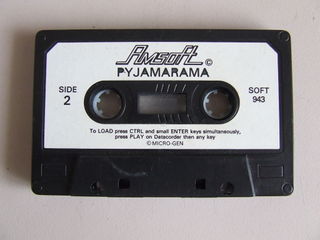 Amsoft ©
PYJAMARAMA
SIDE
2
SOFT
943
To LOAD press CTRL and small ENTER keys simultaneously,
press PLAY on Datacorder then any key
© MICRO-GEN